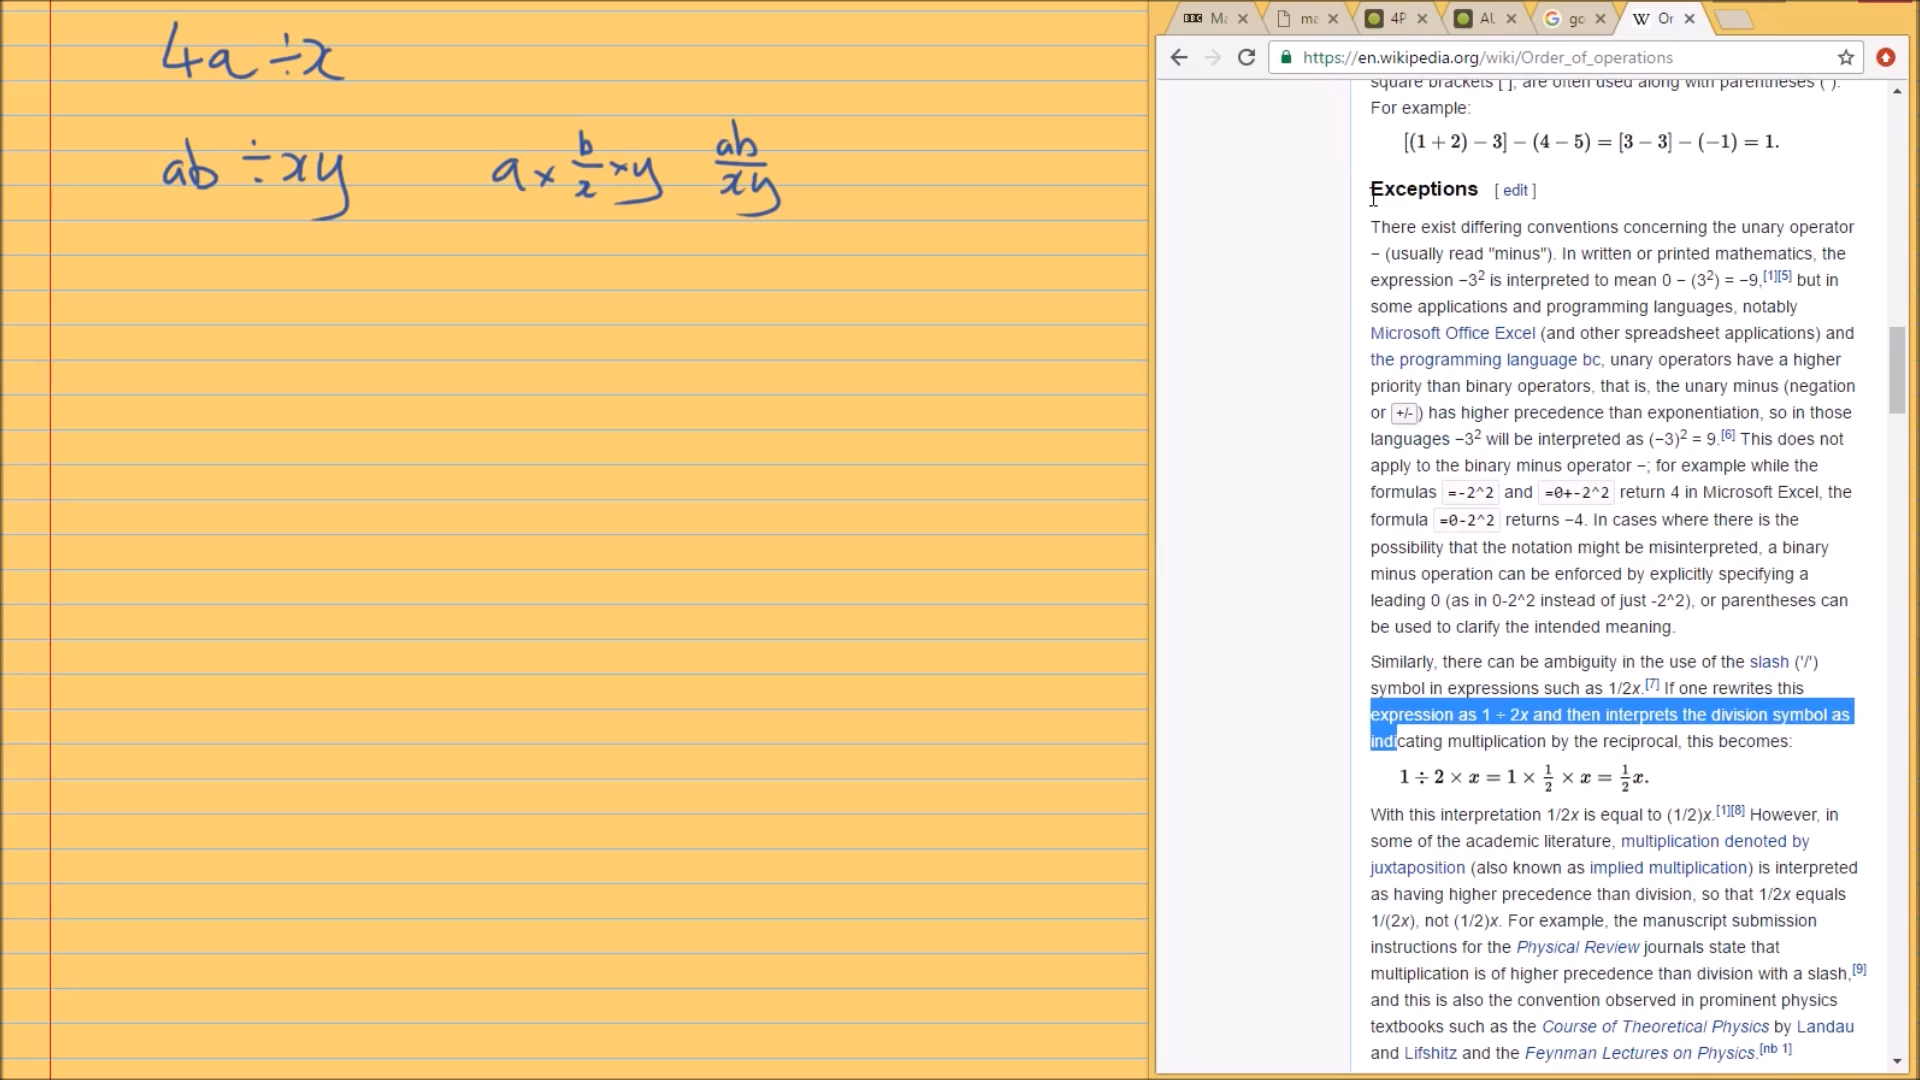 4a ÷ x
ab ÷ xy a × b/x × y ab/xy
BBC Ma ma 4P AU go W Or
https://en.wikipedia.org/wiki/Order_of_operations
square brackets [ ], are often used along with parentheses ( ).
For example:
[(1 + 2) − 3] − (4 − 5) = [3 − 3] − (−1) = 1.
Exceptions [ edit ]
There exist differing conventions concerning the unary operator
− (usually read "minus"). In written or printed mathematics, the
expression −3² is interpreted to mean 0 − (3²) = −9,[1][5] but in
some applications and programming languages, notably
Microsoft Office Excel (and other spreadsheet applications) and
the programming language bc, unary operators have a higher
priority than binary operators, that is, the unary minus (negation
or +/-) has higher precedence than exponentiation, so in those
languages −3² will be interpreted as (−3)² = 9.[6] This does not
apply to the binary minus operator −; for example while the
formulas =-2^2 and =0+-2^2 return 4 in Microsoft Excel, the
formula =0-2^2 returns −4. In cases where there is the
possibility that the notation might be misinterpreted, a binary
minus operation can be enforced by explicitly specifying a
leading 0 (as in 0-2^2 instead of just -2^2), or parentheses can
be used to clarify the intended meaning.
Similarly, there can be ambiguity in the use of the slash ('/')
symbol in expressions such as 1/2x.[7] If one rewrites this
expression as 1 ÷ 2x and then interprets the division symbol as
indicating multiplication by the reciprocal, this becomes:
1 ÷ 2 × x = 1 × 1/2 × x = 1/2 x.
With this interpretation 1/2x is equal to (1/2)x.[1][8] However, in
some of the academic literature, multiplication denoted by
juxtaposition (also known as implied multiplication) is interpreted
as having higher precedence than division, so that 1/2x equals
1/(2x), not (1/2)x. For example, the manuscript submission
instructions for the Physical Review journals state that
multiplication is of higher precedence than division with a slash,[9]
and this is also the convention observed in prominent physics
textbooks such as the Course of Theoretical Physics by Landau
and Lifshitz and the Feynman Lectures on Physics.[nb 1]